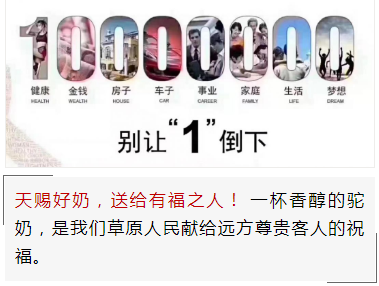 10000000
健康 金钱 房子 车子 事业 家庭 生活 梦想
HEALTH WEALTH HOUSE CAR CAREER FAMILY LIFE DREAM
别让“1”倒下
天赐好奶，送给有福之人！一杯香醇的驼
奶，是我们草原人民献给远方尊贵客人的祝
福。